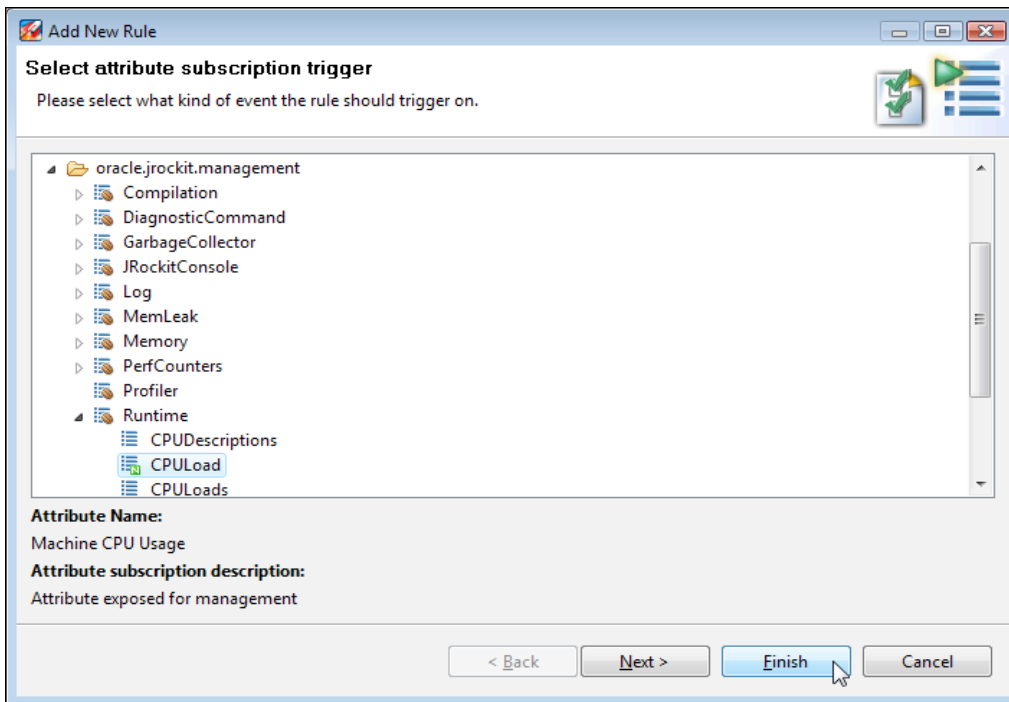 Add New Rule
Select attribute subscription trigger
Please select what kind of event the rule should trigger on.
oracle.jrockit.management
Compilation
DiagnosticCommand
GarbageCollector
JRockitConsole
Log
MemLeak
Memory
PerfCounters
Profiler
Runtime
CPUDescriptions
CPULoad
CPULoads
Attribute Name:
Machine CPU Usage
Attribute subscription description:
Attribute exposed for management
< Back Next > Finish Cancel